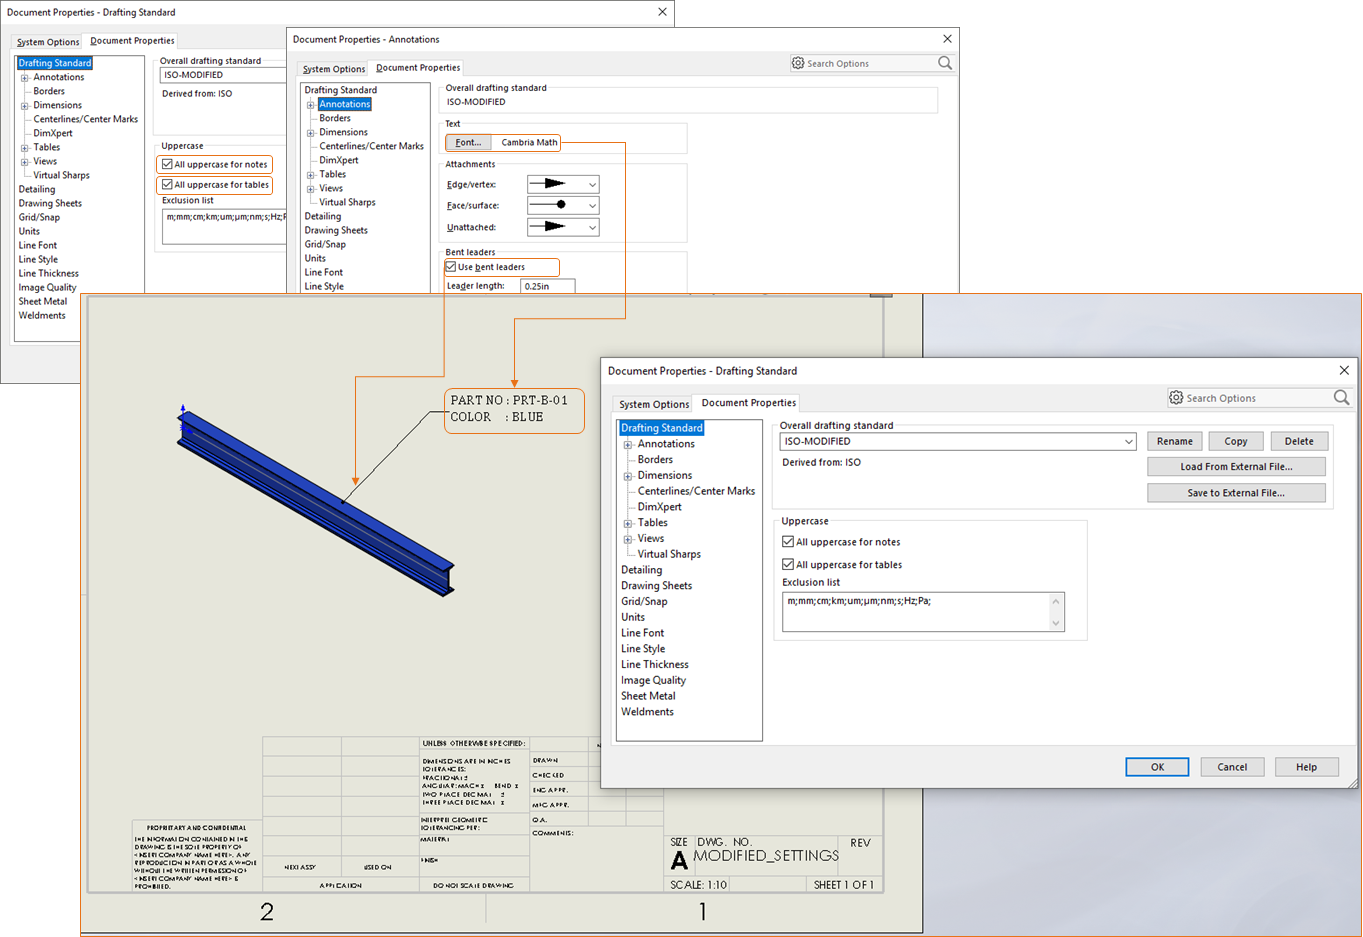 Document Properties - Drafting Standard
System Options
Document Properties
Drafting Standard
Annotations
Borders
Dimensions
Centerlines/Center Marks
DimXpert
Tables
Views
Virtual Sharps
Detailing
Drawing Sheets
Grid/Snap
Units
Line Font
Line Style
Line Thickness
Image Quality
Sheet Metal
Weldments
Overall drafting standard
ISO-MODIFIED
Derived from: ISO
Uppercase
All uppercase for notes
All uppercase for tables
Exclusion list
m;mm;cm;km;um;µm;nm;s;Hz;
Document Properties - Annotations
System Options
Document Properties
Search Options
Drafting Standard
Annotations
Borders
Dimensions
Centerlines/Center Marks
DimXpert
Tables
Views
Virtual Sharps
Detailing
Drawing Sheets
Grid/Snap
Units
Line Font
Line Style
Overall drafting standard
ISO-MODIFIED
Text
Font... Cambria Math
Attachments
Edge/vertex:
Face/surface:
Unattached:
Bent leaders
Use bent leaders
Leader length: 0.25in
PART NO : PRT-B-01
COLOR : BLUE
Document Properties - Drafting Standard
System Options
Document Properties
Search Options
Drafting Standard
Annotations
Borders
Dimensions
Centerlines/Center Marks
DimXpert
Tables
Views
Virtual Sharps
Detailing
Drawing Sheets
Grid/Snap
Units
Line Font
Line Style
Line Thickness
Image Quality
Sheet Metal
Weldments
Overall drafting standard
ISO-MODIFIED
Rename Copy Delete
Derived from: ISO
Load From External File...
Save to External File...
Uppercase
All uppercase for notes
All uppercase for tables
Exclusion list
m;mm;cm;km;um;µm;nm;s;Hz;Pa;
OK Cancel Help
PROPRIETARY AND CONFIDENTIAL
THE INFORMATION CONTAINED IN THIS
DRAWING IS THE SOLE PROPERTY OF
<INSERT COMPANY NAME HERE>. ANY
REPRODUCTION IN PART OR AS A WHOLE
WITHOUT THE WRITTEN PERMISSION OF
<INSERT COMPANY NAME HERE> IS
PROHIBITED.
NEXT ASSY USED ON
APPLICATION
UNLESS OTHERWISE SPECIFIED:
DIMENSIONS ARE IN INCHES
TOLERANCES:
FRACTIONAL
ANGULAR: MACH BEND
TWO PLACE DECIMAL
THREE PLACE DECIMAL
INTERPRET GEOMETRIC
TOLERANCING PER:
MATERIAL
FINISH
DO NOT SCALE DRAWING
DRAWN
CHECKED
ENG APPR.
MFG APPR.
Q.A.
COMMENTS:
SIZE DWG. NO. REV
A MODIFIED_SETTINGS
SCALE: 1:10 SHEET 1 OF 1
2 1